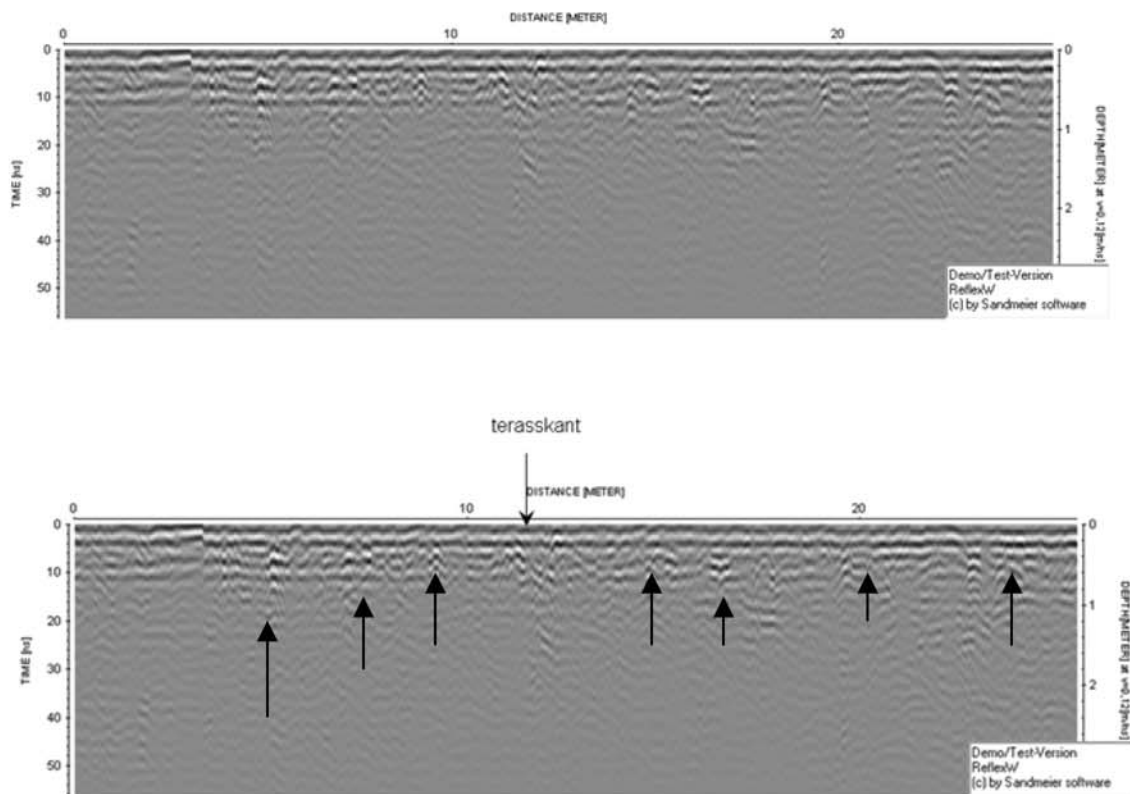 DISTANCE [METER]
0 10 20
0
10
20
30
40
50
TIME [ns]
0
1
2
DEPTH[METER] at v=0.12[m/ns]
Demo/Test-Version
ReflexW
(c) by Sandmeier software
terasskant
DISTANCE [METER]
0 10 20
0
10
20
30
40
50
TIME [ns]
0
1
2
DEPTH[METER] at v=0.12[m/ns]
Demo/Test-Version
ReflexW
(c) by Sandmeier software